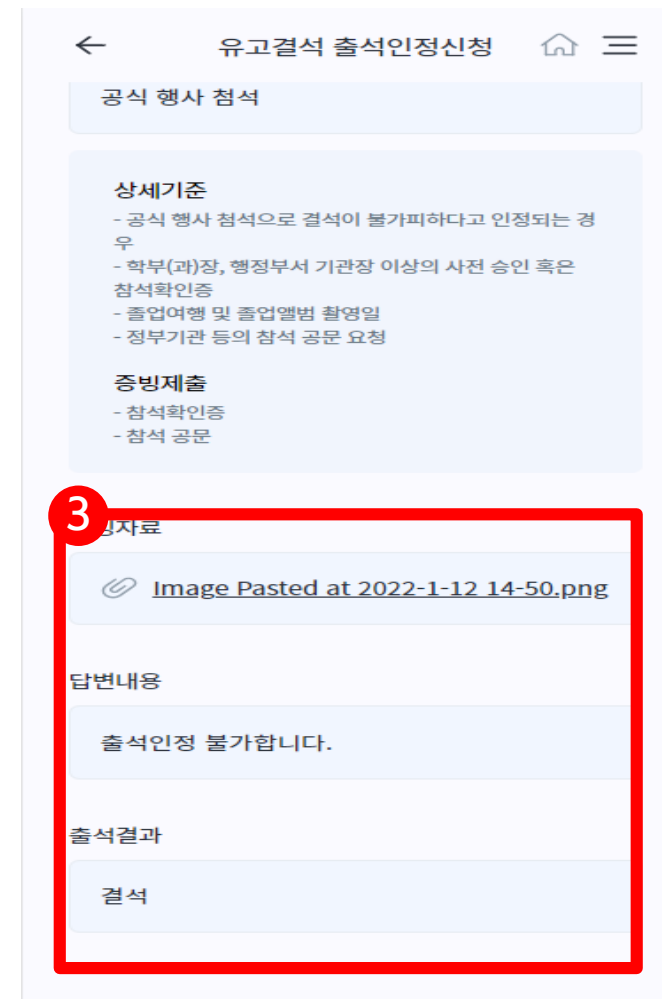 유고결석 출석인정신청
공식 행사 첨석
상세기준
- 공식 행사 첨석으로 결석이 불가피하다고 인정되는 경
우
- 학부(과)장, 행정부서 기관장 이상의 사전 승인 혹은
참석확인증
- 졸업여행 및 졸업앨범 촬영일
- 정부기관 등의 참석 공문 요청
증빙제출
- 참석확인증
- 참석 공문
3
자료
Image Pasted at 2022-1-12 14-50.png
답변내용
출석인정 불가합니다.
출석결과
결석